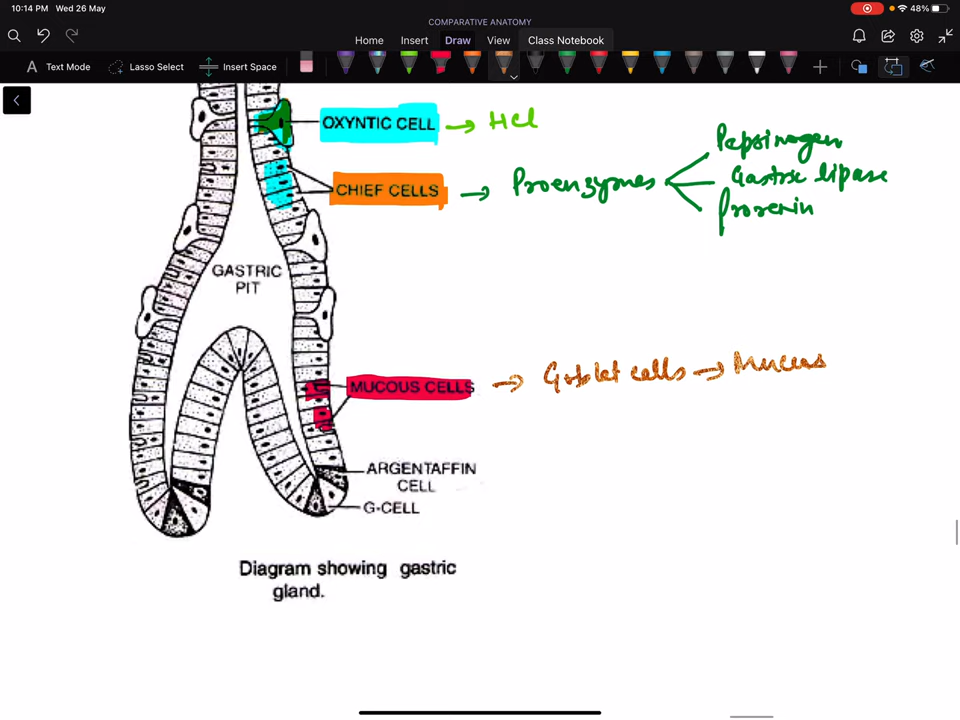 10:14 PM Wed 26 May
48%
COMPARATIVE ANATOMY
Home Insert Draw View Class Notebook
Text Mode Lasso Select Insert Space
OXYNTIC CELL → HCl
CHIEF CELLS → Proenzymes
Pepsinogen
Gastric lipase
Prorenin
GASTRIC
PIT
MUCOUS CELLS → Goblet cells → Mucus
ARGENTAFFIN
CELL
G-CELL
Diagram showing gastric
gland.